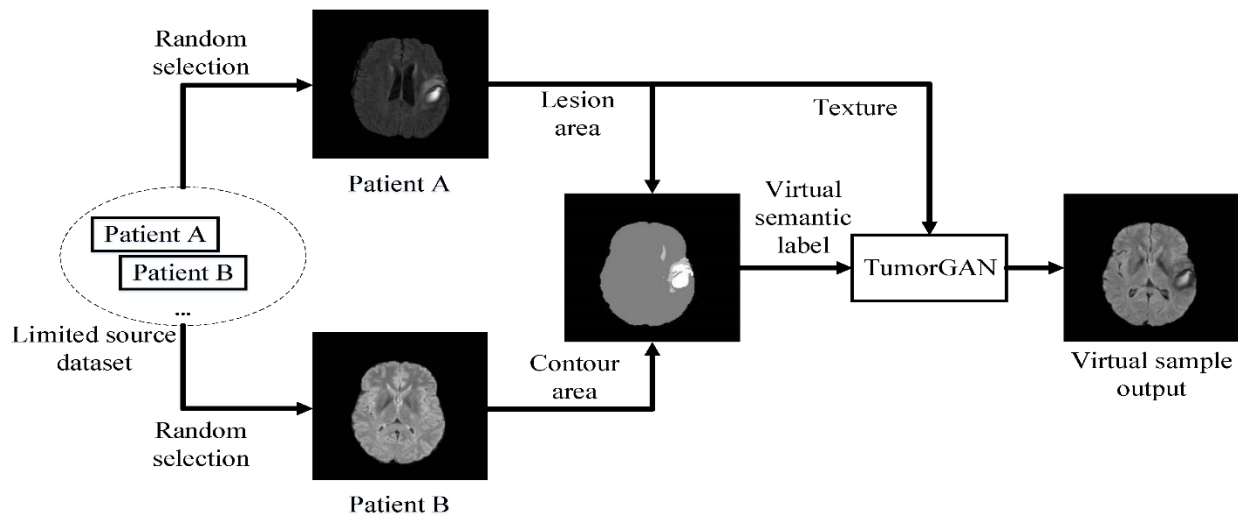 Random
selection
Patient A
Lesion
area
Texture
Patient A
Patient B
...
Limited source
dataset
Virtual
semantic
label
TumorGAN
Contour
area
Random
selection
Patient B
Virtual sample
output